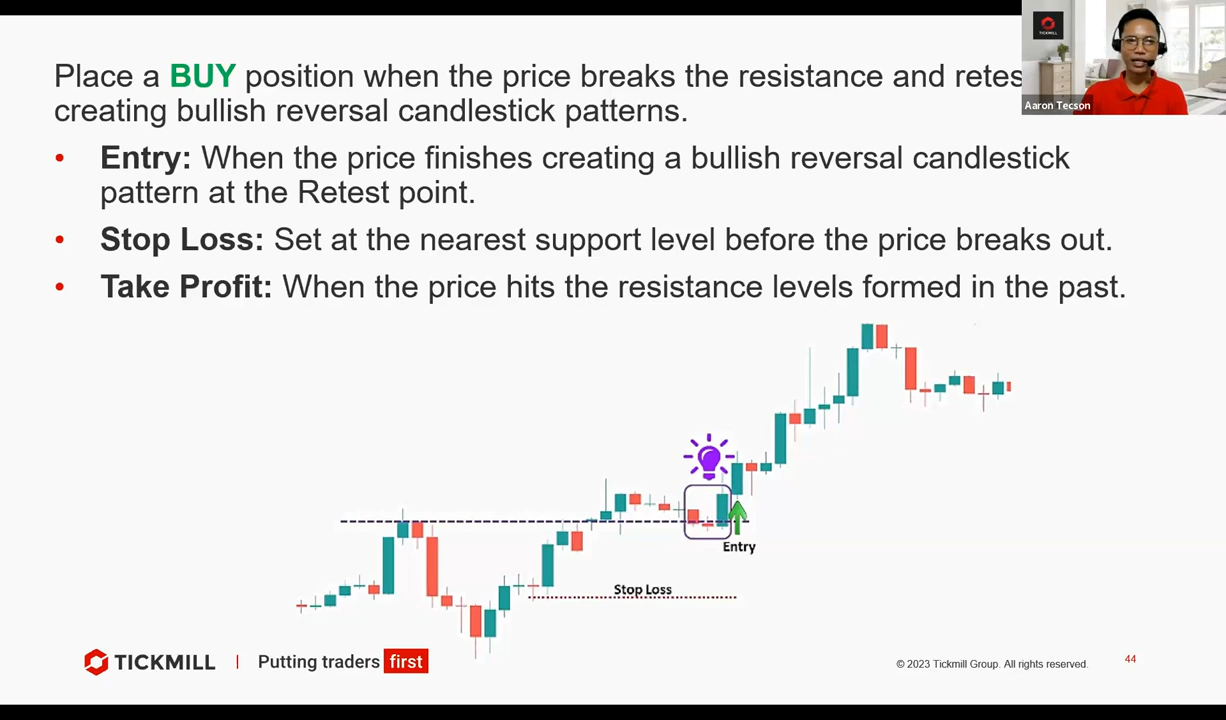 TICKMILL
Aaron Tecson
Place a BUY position when the price breaks the resistance and
creating bullish reversal candlestick patterns.
• Entry: When the price finishes creating a bullish reversal candlestick
pattern at the Retest point.
• Stop Loss: Set at the nearest support level before the price breaks out.
• Take Profit: When the price hits the resistance levels formed in the past.
Entry
Stop Loss
TICKMILL | Putting traders first
© 2023 Tickmill Group. All rights reserved.
44